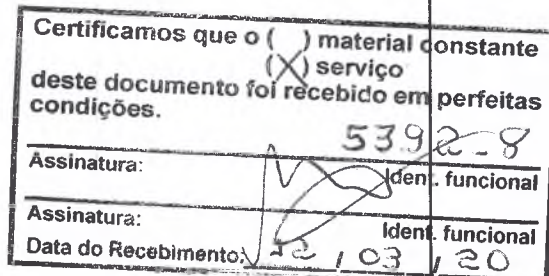 Certificamos que o ( ) material constante
(X) serviço
deste documento foi recebido em perfeitas
condições.
5392-8
Assinatura: Ident. funcional
Assinatura: Ident. funcional
Data do Recebimento: 12 / 03 / 20